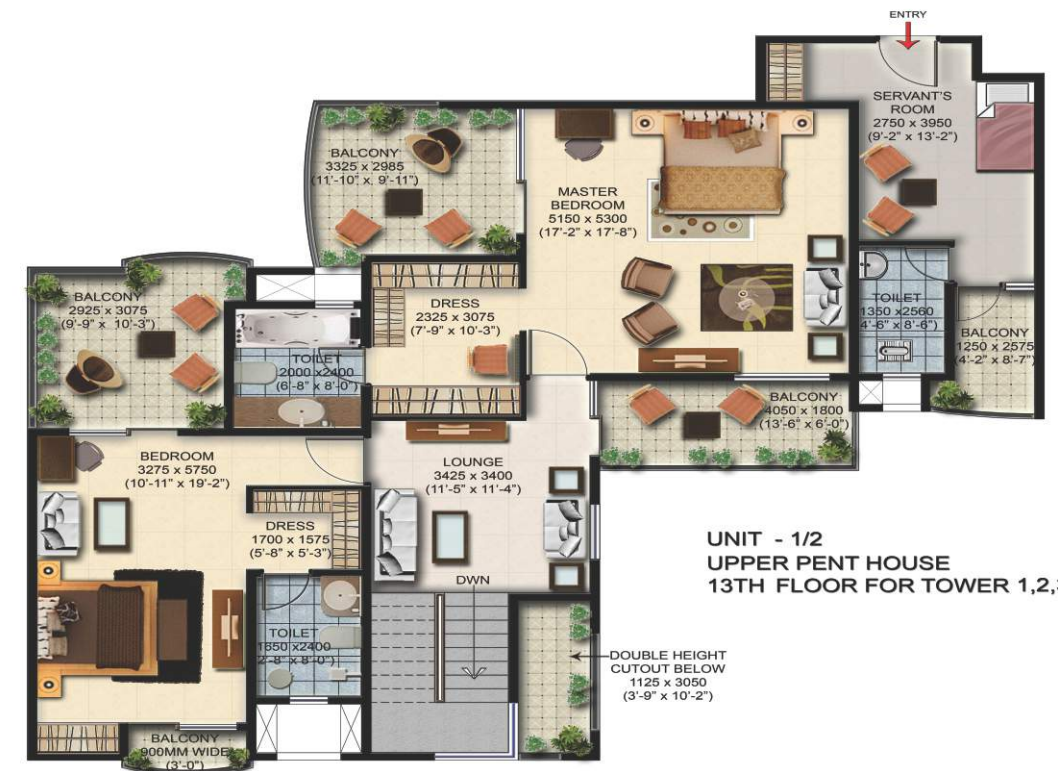 ENTRY
SERVANT'S
ROOM
2750 x 3950
(9'-2" x 13'-2")
BALCONY
3325 x 2985
(11'-10" x 9'-11")
MASTER
BEDROOM
5150 x 5300
(17'-2" x 17'-8")
BALCONY
2925 x 3075
(9'-9" x 10'-3")
DRESS
2325 x 3075
(7'-9" x 10'-3")
TOILET
1350 x2560
(4'-6" x 8'-6")
BALCONY
1250 x 2575
(4'-2" x 8'-7")
TOILET
2000 x2400
(6'-8" x 8'-0")
BALCONY
4050 x 1800
(13'-6" x 6'-0")
BEDROOM
3275 x 5750
(10'-11" x 19'-2")
LOUNGE
3425 x 3400
(11'-5" x 11'-4")
DRESS
1700 x 1575
(5'-8" x 5'-3")
UNIT - 1/2
UPPER PENT HOUSE
13TH FLOOR FOR TOWER 1,2,
DWN
TOILET
1650 x2400
x 8'-0")
DOUBLE HEIGHT
CUTOUT BELOW
1125 x 3050
(3'-9" x 10'-2")
BALCONY
900MM WIDE
(3'-0")